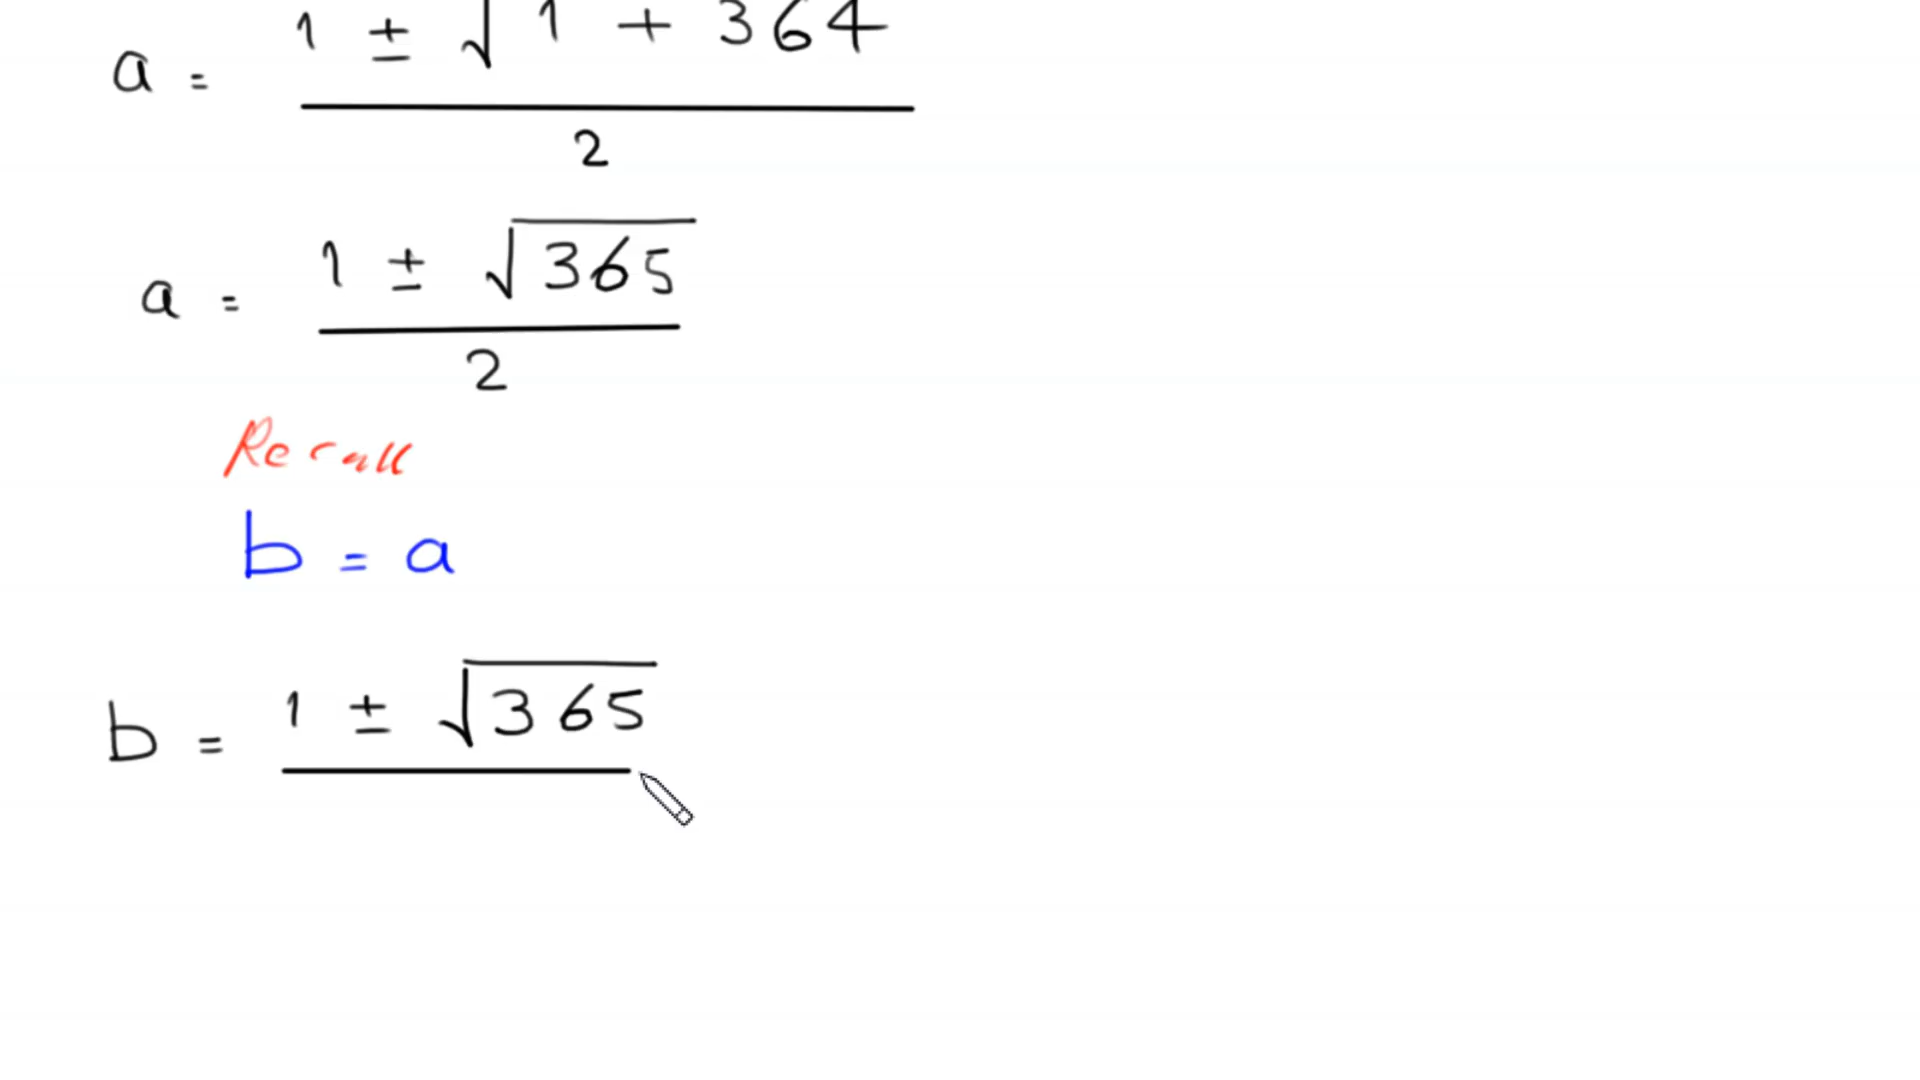 a = 1 ± √1 + 364
2
a = 1 ± √365
2
Recall
b = a
b = 1 ± √365